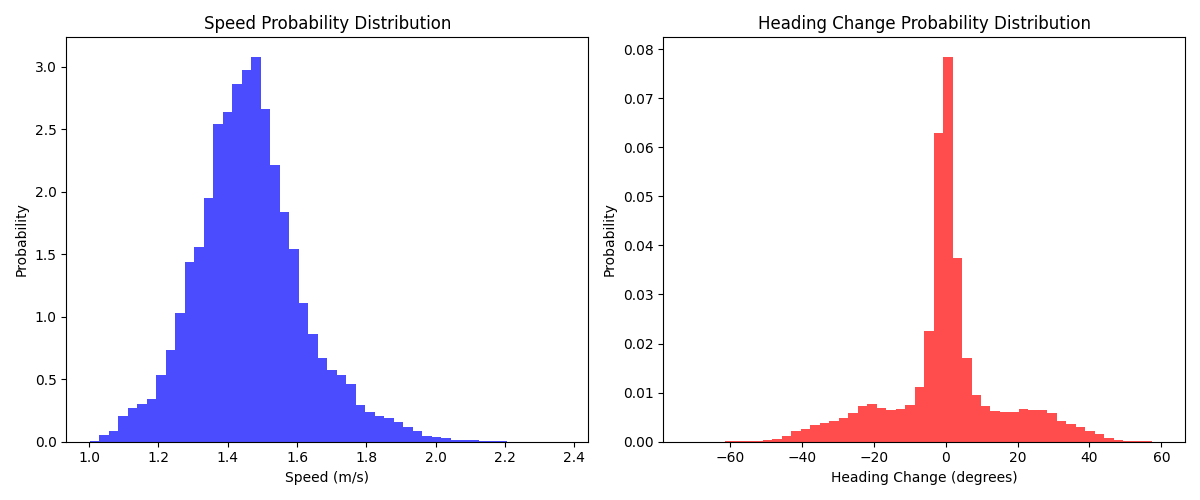 Speed Probability Distribution
Probability
3.0
2.5
2.0
1.5
1.0
0.5
0.0
1.0 1.2 1.4 1.6 1.8 2.0 2.2 2.4
Speed (m/s)
Heading Change Probability Distribution
Probability
0.08
0.07
0.06
0.05
0.04
0.03
0.02
0.01
0.00
−60 −40 −20 0 20 40 60
Heading Change (degrees)